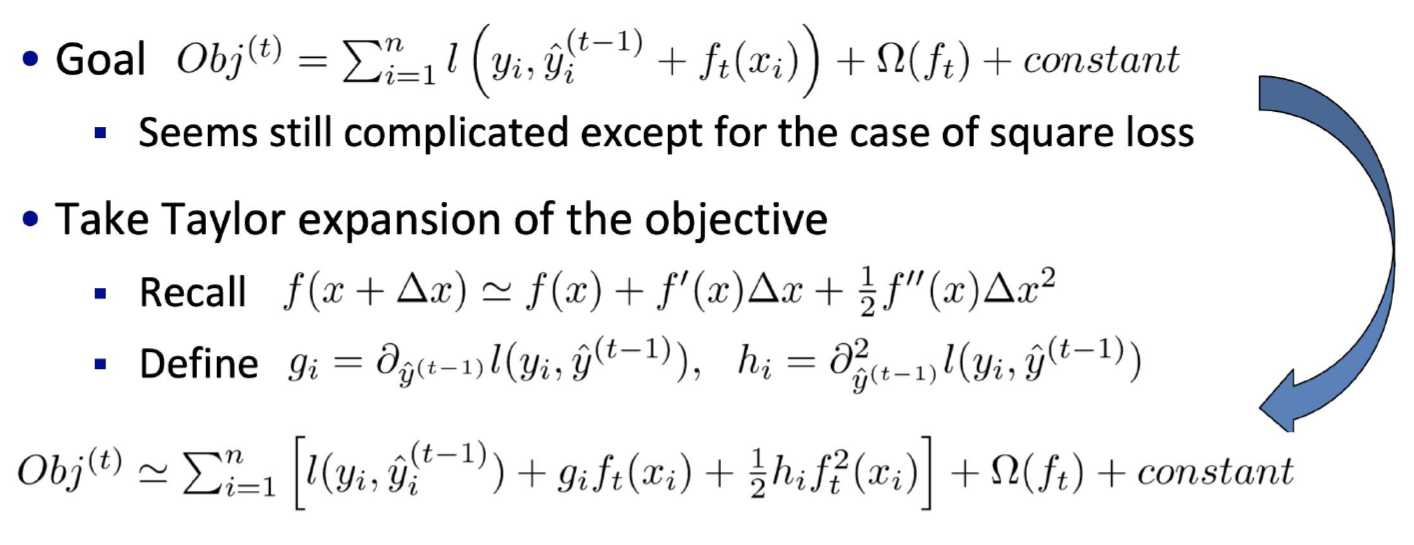 • Goal $Obj^{(t)} = \sum_{i=1}^{n} l\left(y_i, \hat{y}_i^{(t-1)} + f_t(x_i)\right) + \Omega(f_t) + constant$
▪ Seems still complicated except for the case of square loss
• Take Taylor expansion of the objective
▪ Recall $f(x + \Delta x) \simeq f(x) + f'(x)\Delta x + \frac{1}{2} f''(x)\Delta x^2$
▪ Define $g_i = \partial_{\hat{y}^{(t-1)}} l(y_i, \hat{y}^{(t-1)}), \ h_i = \partial^2_{\hat{y}^{(t-1)}} l(y_i, \hat{y}^{(t-1)})$
$Obj^{(t)} \simeq \sum_{i=1}^{n} \left[ l(y_i, \hat{y}_i^{(t-1)}) + g_i f_t(x_i) + \frac{1}{2} h_i f_t^2(x_i) \right] + \Omega(f_t) + constant$